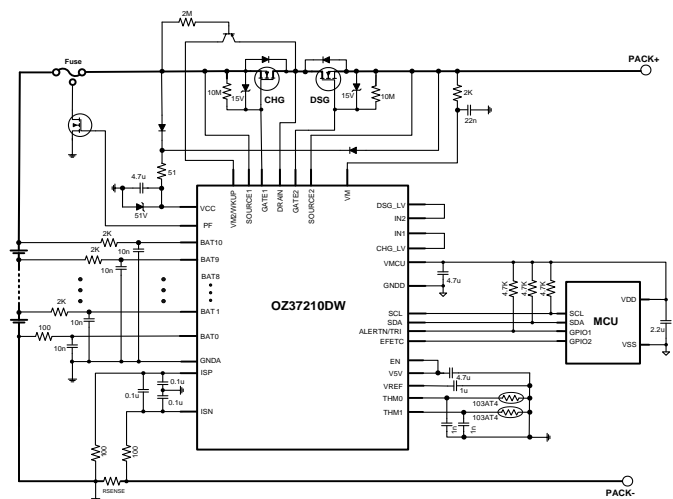 2M
Fuse
PACK+
10M
15V
CHG
DSG
15V
10M
2K
22n
4.7u
51
51V
VM2/WKUP
SOURCE1
GATE1
DRAIN
GATE2
SOURCE2
VM
VCC
PF
DSG_LV
IN2
2K
10n
BAT10
IN1
2K
10n
BAT9
CHG_LV
BAT8
VMCU
4.7u
GNDD
4.7K
4.7K
4.7K
OZ37210DW
2K
10n
BAT1
SCL
SDA
ALERTN/TRI
EFETC
SCL
SDA
GPIO1
GPIO2
MCU
VDD
VSS
2.2u
100
10n
BAT0
GNDA
EN
V5V
4.7u
ISP
0.1u
0.1u
0.1u
VREF
1u
THM0
103AT4
THM1
103AT4
ISN
1n
1n
100
100
RSENSE
PACK-